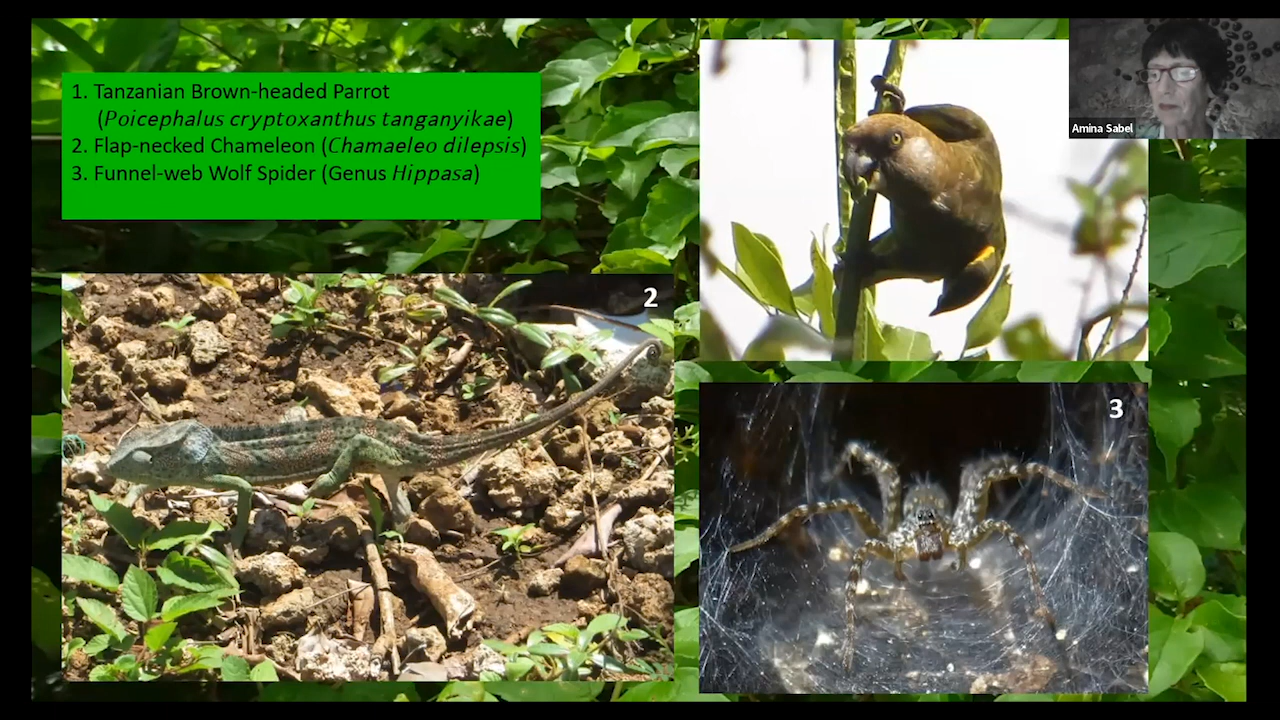 1. Tanzanian Brown-headed Parrot
(Poicephalus cryptoxanthus tanganyikae)
2. Flap-necked Chameleon (Chamaeleo dilepsis)
3. Funnel-web Wolf Spider (Genus Hippasa)
Amina Sabel
2
3